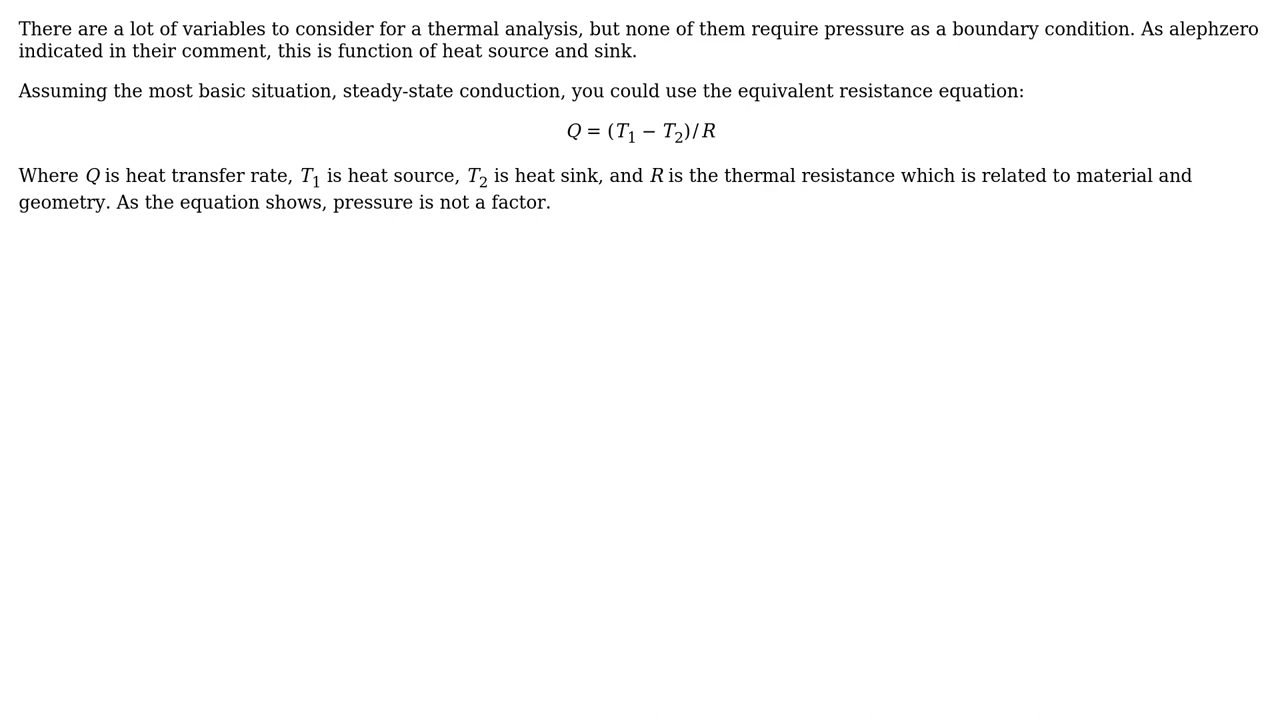 There are a lot of variables to consider for a thermal analysis, but none of them require pressure as a boundary condition. As alephzero
indicated in their comment, this is function of heat source and sink.
Assuming the most basic situation, steady-state conduction, you could use the equivalent resistance equation:
Q = (T₁ − T₂)/R
Where Q is heat transfer rate, T₁ is heat source, T₂ is heat sink, and R is the thermal resistance which is related to material and
geometry. As the equation shows, pressure is not a factor.